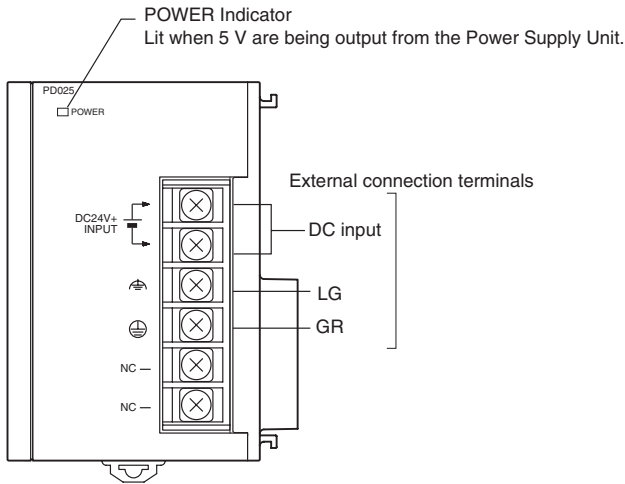 POWER Indicator
Lit when 5 V are being output from the Power Supply Unit.
PD025
POWER
External connection terminals
DC24V+
INPUT
DC input
LG
GR
NC
NC